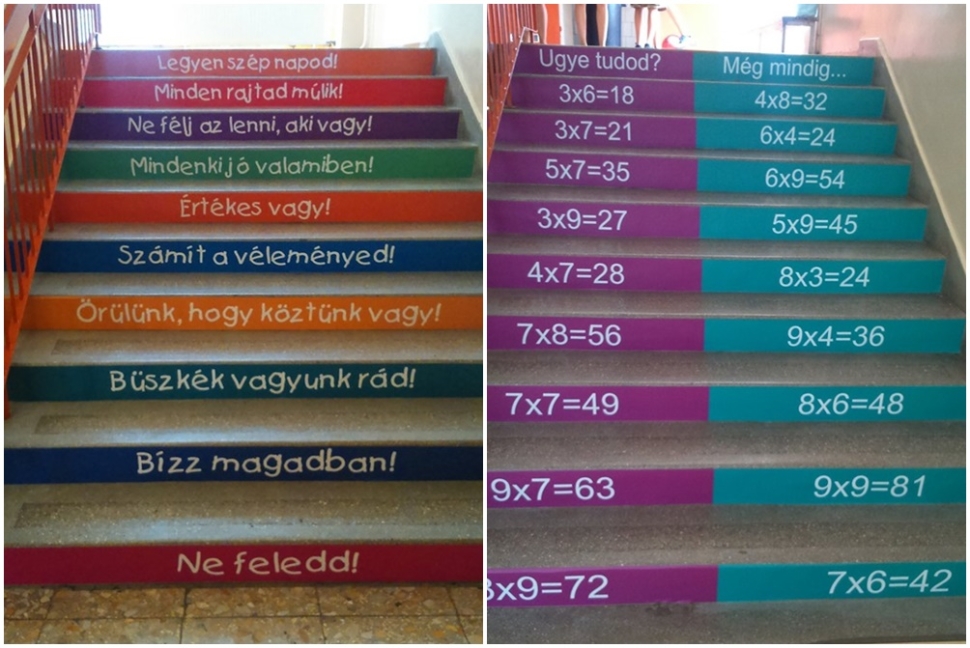 Legyen szép napod!
Minden rajtad múlik!
Ne félj az lenni, aki vagy!
Mindenki jó valamiben!
Értékes vagy!
Számít a véleményed!
Örülünk, hogy köztünk vagy!
Büszkék vagyunk rád!
Bízz magadban!
Ne feledd!
Ugye tudod? Még mindig...
3x6=18 4x8=32
3x7=21 6x4=24
5x7=35 6x9=54
3x9=27 5x9=45
4x7=28 8x3=24
7x8=56 9x4=36
7x7=49 8x6=48
9x7=63 9x9=81
8x9=72 7x6=42